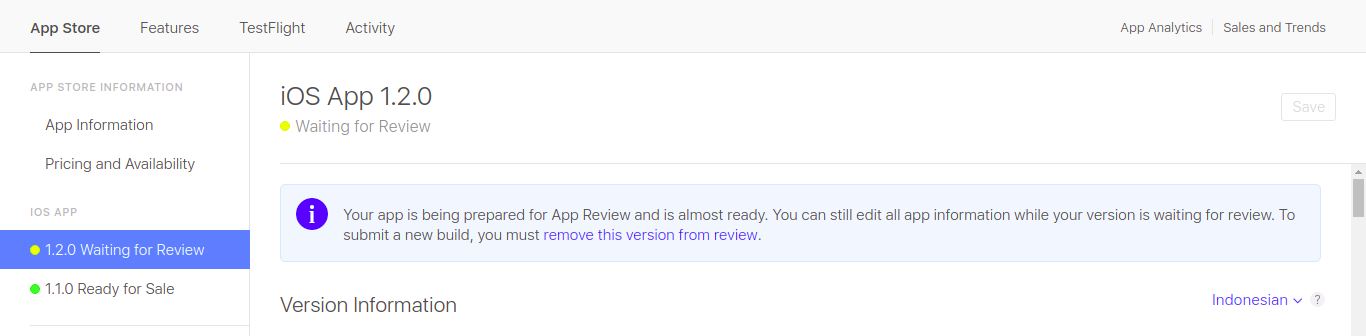 App Store Features TestFlight Activity App Analytics Sales and Trends
APP STORE INFORMATION
App Information
Pricing and Availability
IOS APP
1.2.0 Waiting for Review
1.1.0 Ready for Sale
iOS App 1.2.0
Save
Waiting for Review
i
Your app is being prepared for App Review and is almost ready. You can still edit all app information while your version is waiting for review. To
submit a new build, you must remove this version from review.
Version Information
Indonesian ?